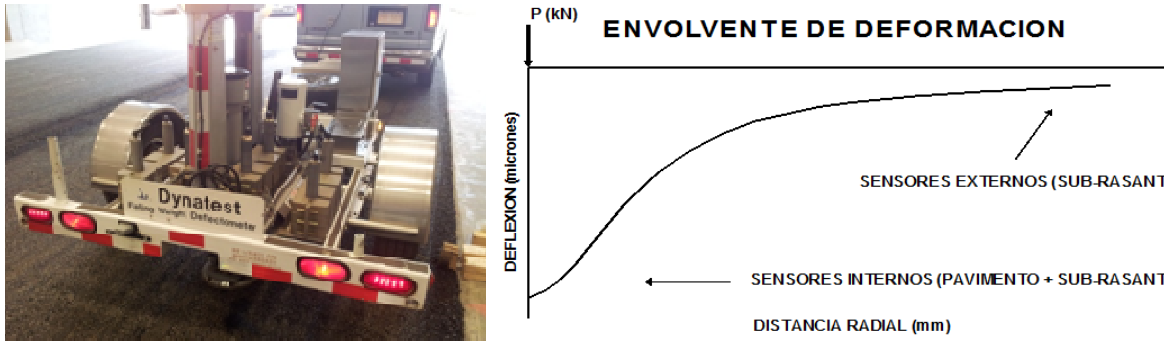 Dynatest
Falling Weight Deflectometer
P (kN)
ENVOLVENTE DE DEFORMACION
DEFLEXION (micrones)
SENSORES EXTERNOS (SUB-RASANT
SENSORES INTERNOS (PAVIMENTO + SUB-RASANT
DISTANCIA RADIAL (mm)